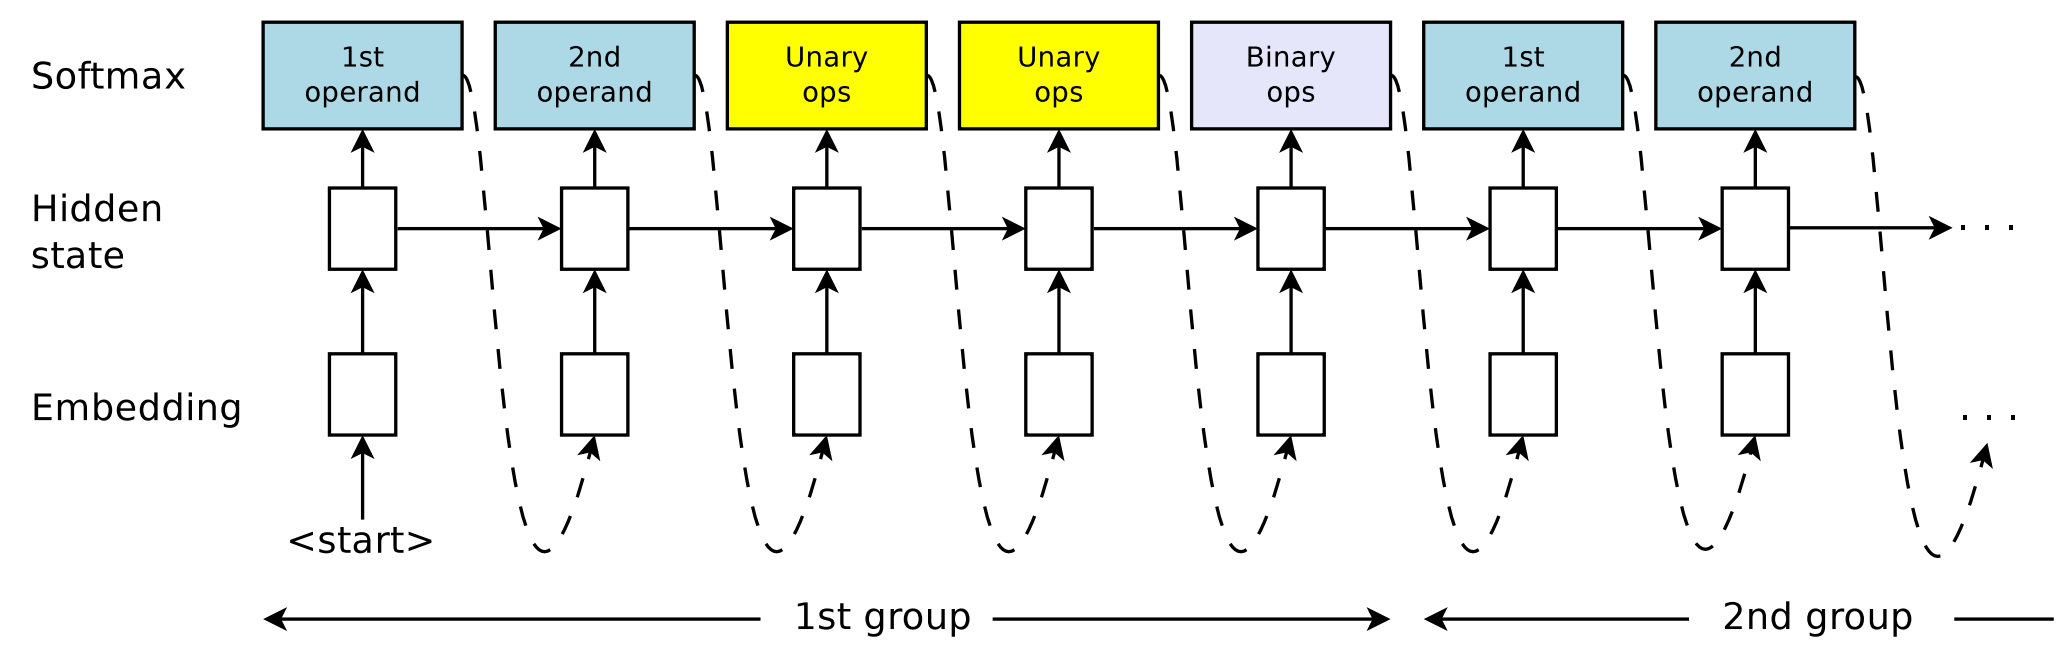 Softmax
1st
operand
2nd
operand
Unary
ops
Unary
ops
Binary
ops
1st
operand
2nd
operand
Hidden
state
. . .
Embedding
. . .
<start>
1st group
2nd group